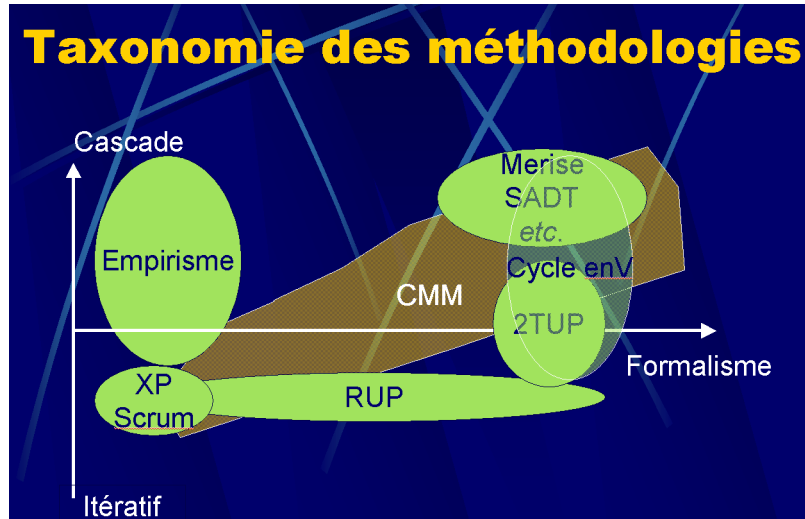 Taxonomie des méthodologies
Cascade
Merise
SADT
etc.
Empirisme
Cycle enV
CMM
2TUP
Formalisme
XP
Scrum
RUP
Itératif